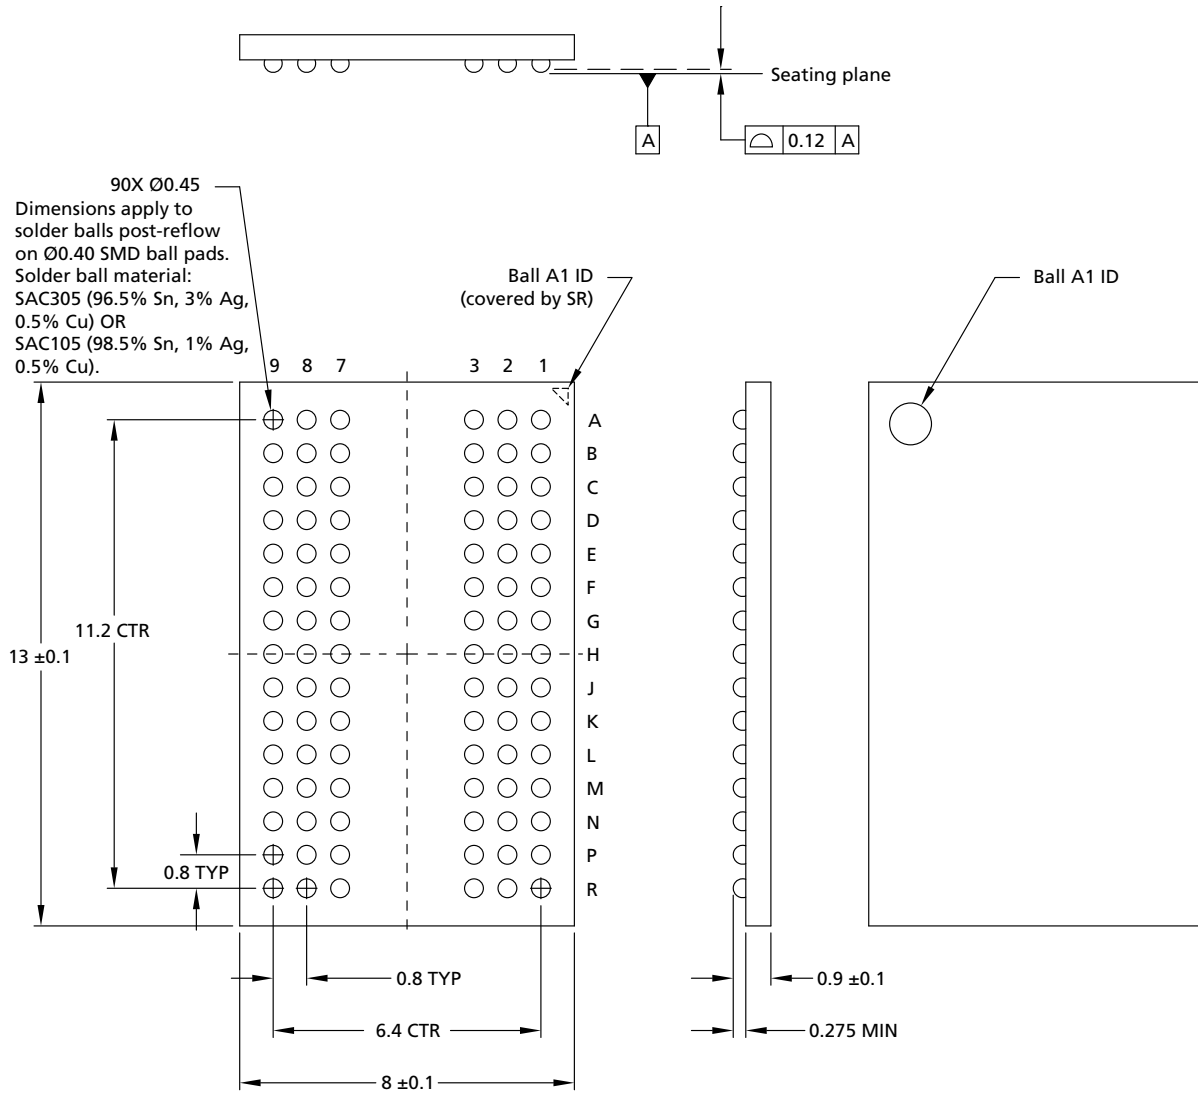 Seating plane
A
0.12 A
90X Ø0.45
Dimensions apply to
solder balls post-reflow
on Ø0.40 SMD ball pads.
Solder ball material:
SAC305 (96.5% Sn, 3% Ag,
0.5% Cu) OR
SAC105 (98.5% Sn, 1% Ag,
0.5% Cu).
Ball A1 ID
(covered by SR)
Ball A1 ID
9 8 7 3 2 1
A
B
C
D
E
F
G
H
J
K
L
M
N
P
R
11.2 CTR
13 ±0.1
0.8 TYP
0.8 TYP
0.9 ±0.1
6.4 CTR
0.275 MIN
8 ±0.1